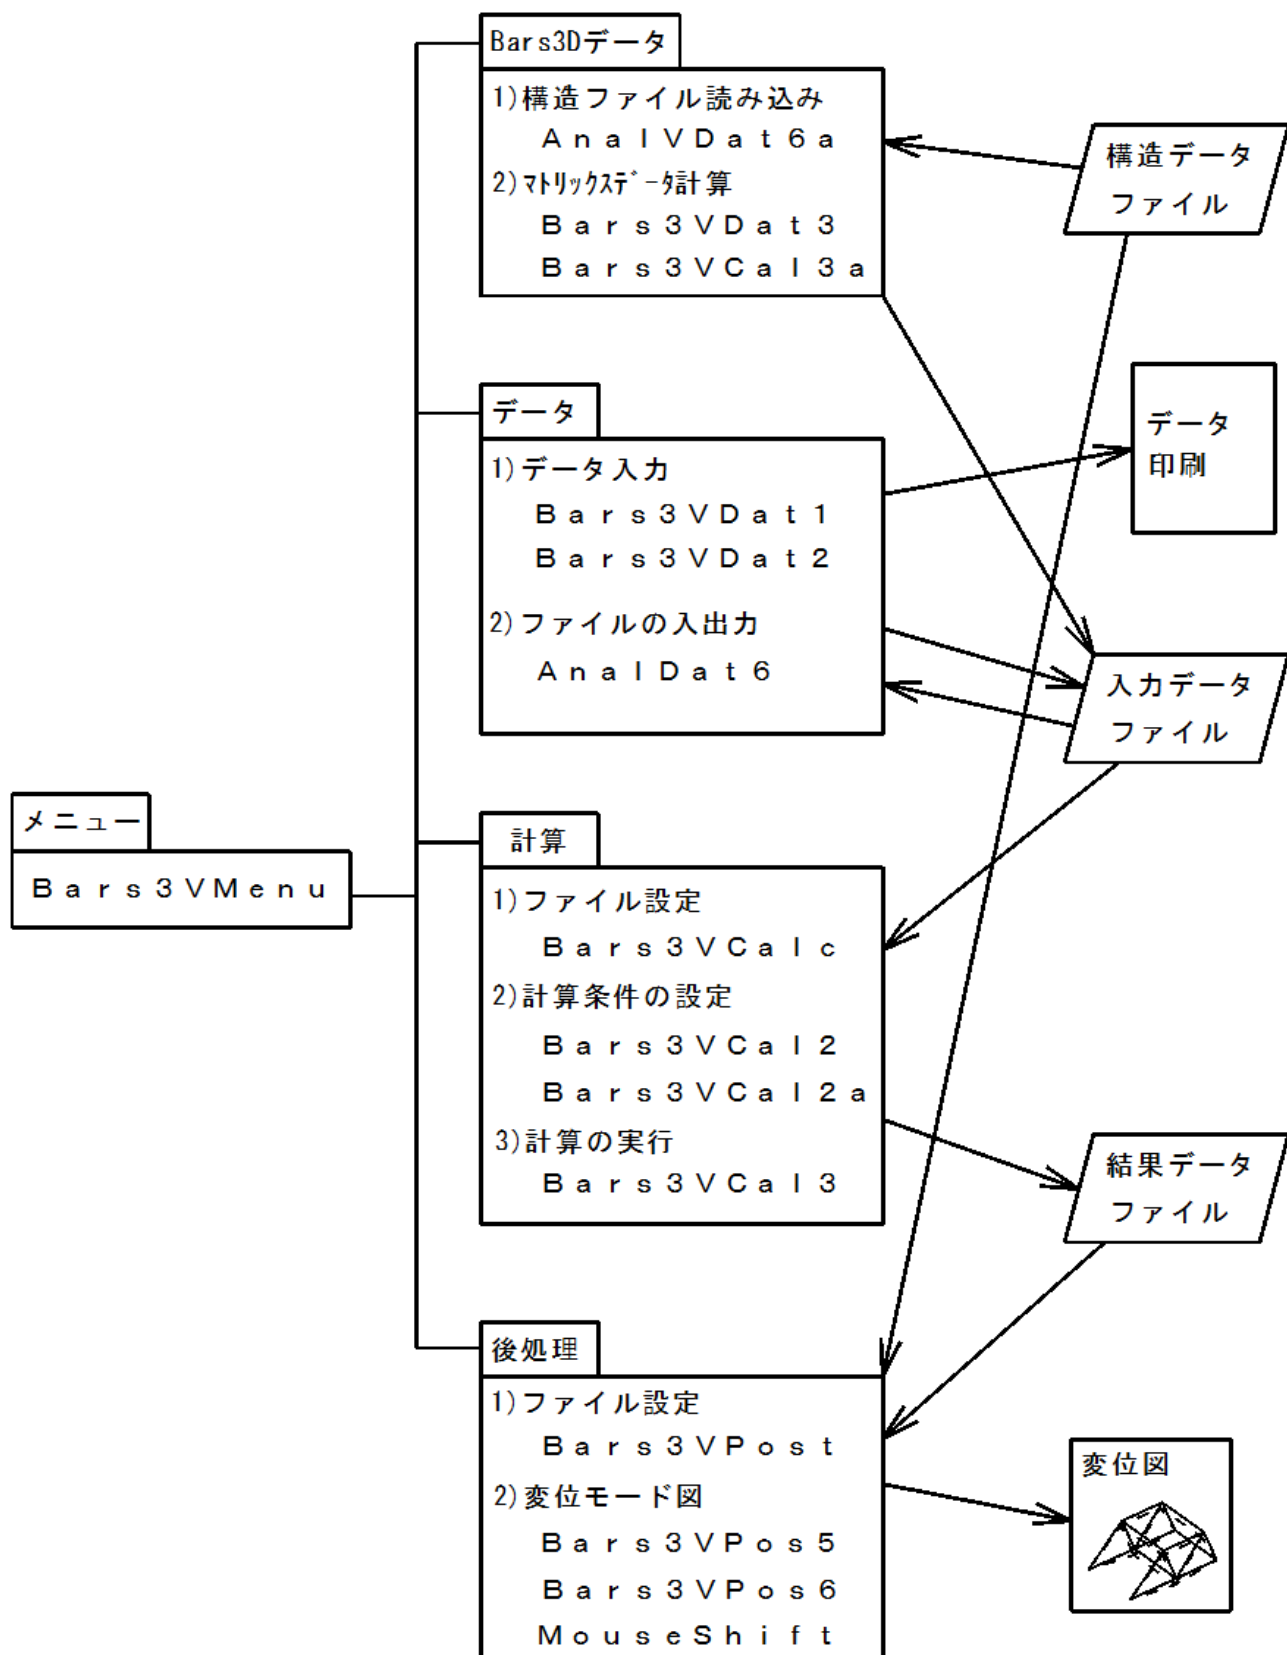 Bars3Dデータ
1)構造ファイル読み込み
ＡｎａｌＶＤａｔ６ａ
2)ﾏﾄﾘｯｸｽﾃﾞｰﾀ計算
Ｂａｒｓ３ＶＤａｔ３
Ｂａｒｓ３ＶＣａｌ３ａ
構造データ
ファイル
データ
1)データ入力
Ｂａｒｓ３ＶＤａｔ１
Ｂａｒｓ３ＶＤａｔ２
2)ファイルの入出力
ＡｎａｌＤａｔ６
データ
印刷
入力データ
ファイル
メニュー
Ｂａｒｓ３ＶＭｅｎｕ
計算
1)ファイル設定
Ｂａｒｓ３ＶＣａｌｃ
2)計算条件の設定
Ｂａｒｓ３ＶＣａｌ２
Ｂａｒｓ３ＶＣａｌ２ａ
3)計算の実行
Ｂａｒｓ３ＶＣａｌ３
結果データ
ファイル
後処理
1)ファイル設定
Ｂａｒｓ３ＶＰｏｓｔ
2)変位モード図
Ｂａｒｓ３ＶＰｏｓ５
Ｂａｒｓ３ＶＰｏｓ６
ＭｏｕｓｅＳｈｉｆｔ
変位図